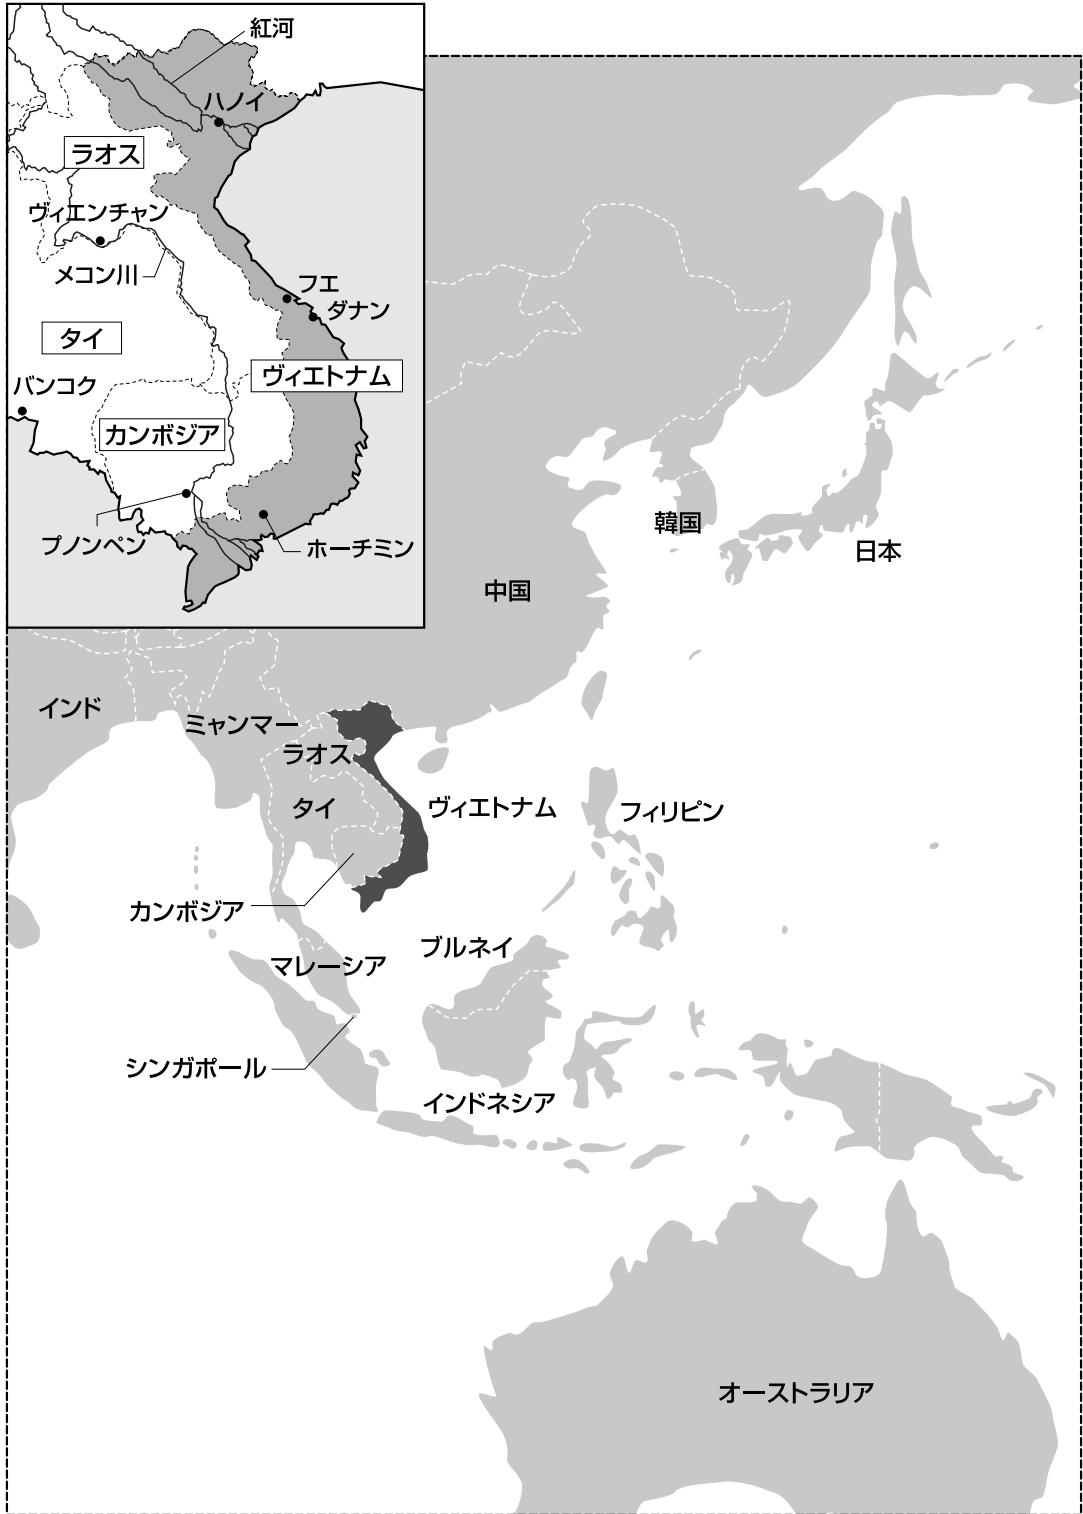 紅河
ハノイ
ラオス
ヴィエンチャン
メコン川
フエ
ダナン
タイ
ヴィエトナム
バンコク
カンボジア
プノンペン
ホーチミン
韓国
日本
中国
インド
ミャンマー
ラオス
タイ
ヴィエトナム
フィリピン
カンボジア
ブルネイ
マレーシア
シンガポール
インドネシア
オーストラリア